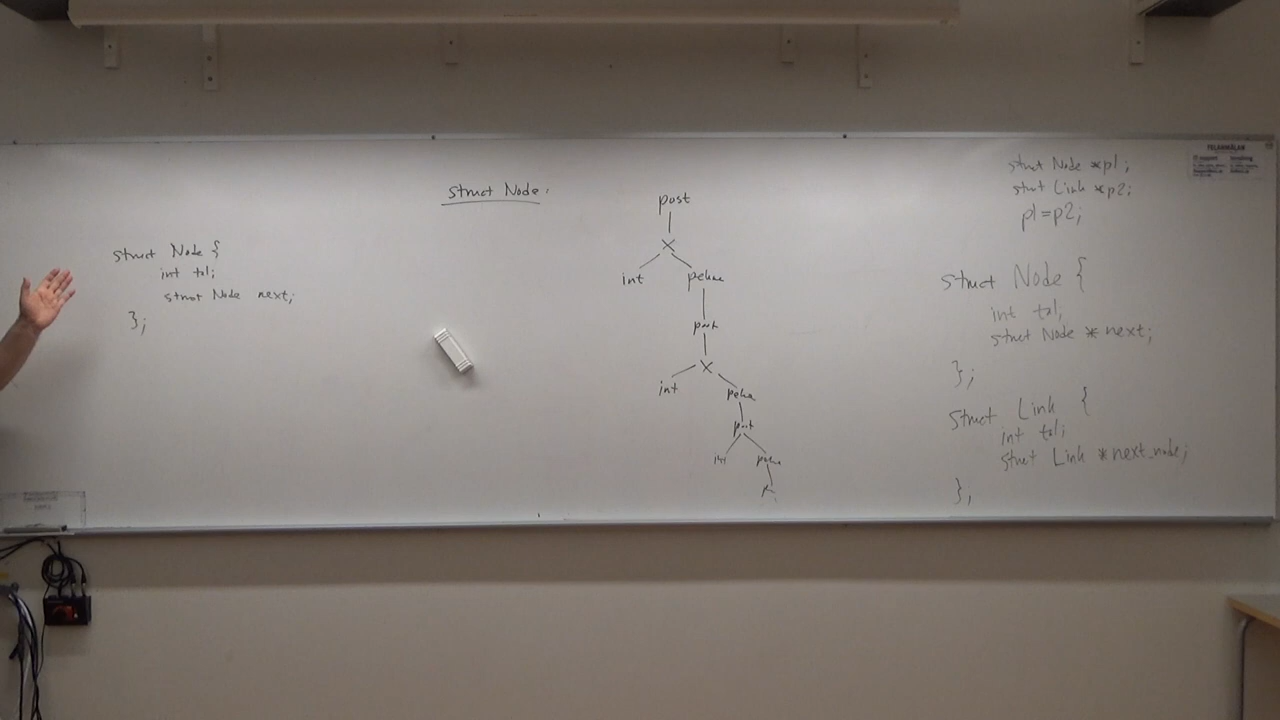 struct Node {
int tal;
struct Node next;
};
struct Node:
post
X
int pekare
post
X
int pekare
post
int
struct Node *p1;
struct Link *p2;
p1=p2;
struct Node {
int tal;
struct Node * next;
};
struct Link {
int tal;
struct Link *next_node;
};
FELANMÄLAN